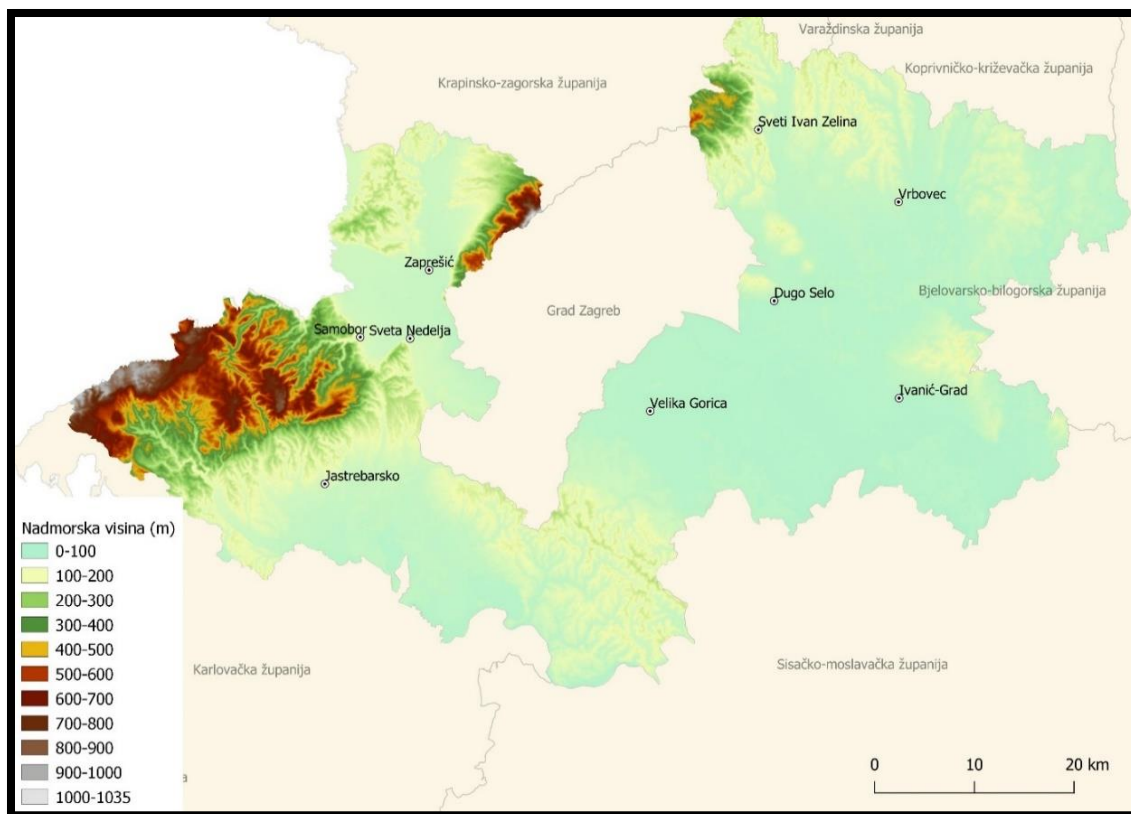 Varaždinska županija
Koprivničko-križevačka županija
Krapinsko-zagorska županija
Sveti Ivan Zelina
Vrbovec
Zaprešić
Dugo Selo
Bjelovarsko-bilogorska županija
Grad Zagreb
Samobor
Sveta Nedelja
Ivanić-Grad
Velika Gorica
Jastrebarsko
Karlovačka županija
Sisačko-moslavačka županija
Nadmorska visina (m)
0-100
100-200
200-300
300-400
400-500
500-600
600-700
700-800
800-900
900-1000
1000-1035
a
0 10 20 km